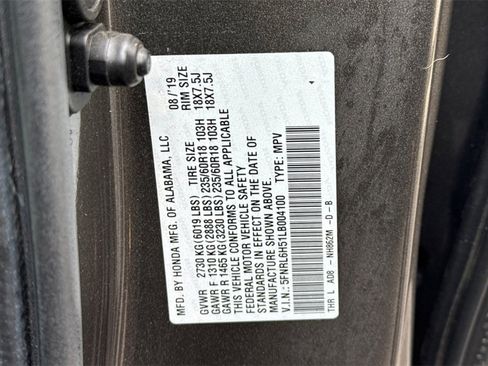 MFD. BY HONDA MFG. OF ALABAMA, LLC 08/'19
TIRE SIZE RIM SIZE
GVWR 2730 KG(6019 LBS)
GAWR F 1310 KG(2888 LBS) 235/60R18 103H 18X7.5J
GAWR R 1465 KG(3230 LBS) 235/60R18 103H 18X7.5J
THIS VEHICLE CONFORMS TO ALL APPLICABLE
FEDERAL MOTOR VEHICLE SAFETY
STANDARDS IN EFFECT ON THE DATE OF
MANUFACTURE SHOWN ABOVE.
V.I.N.: 5FNRL6H51LB004100 TYPE: MPV
THR L A08 - NH862M -D-B